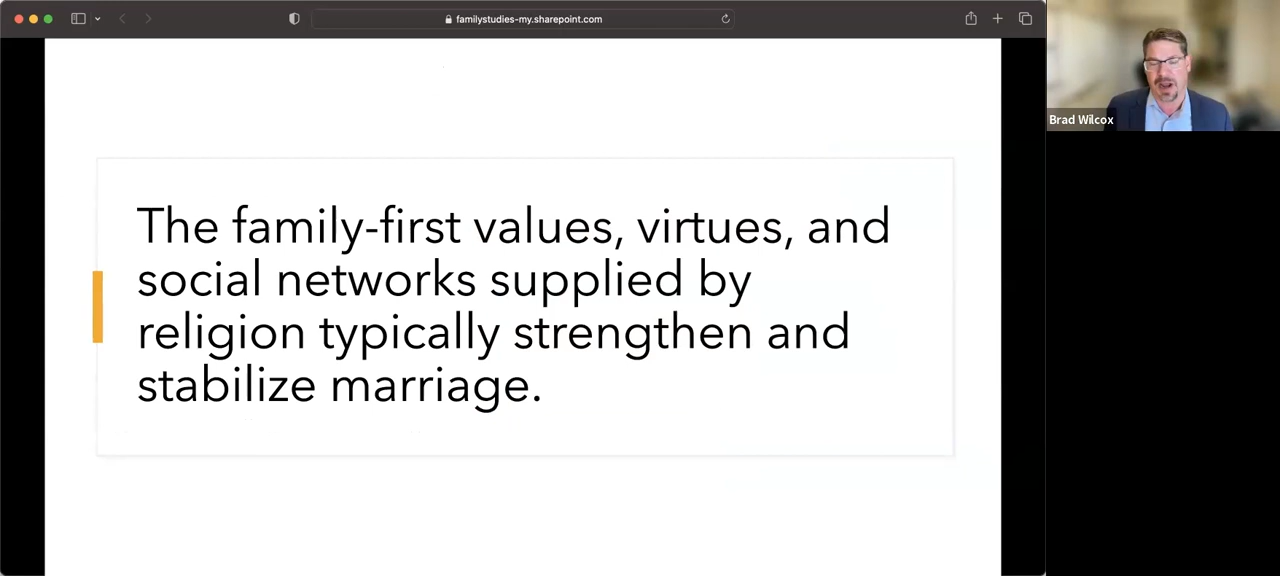 familystudies-my.sharepoint.com
The family-first values, virtues, and
social networks supplied by
religion typically strengthen and
stabilize marriage.
Brad Wilcox